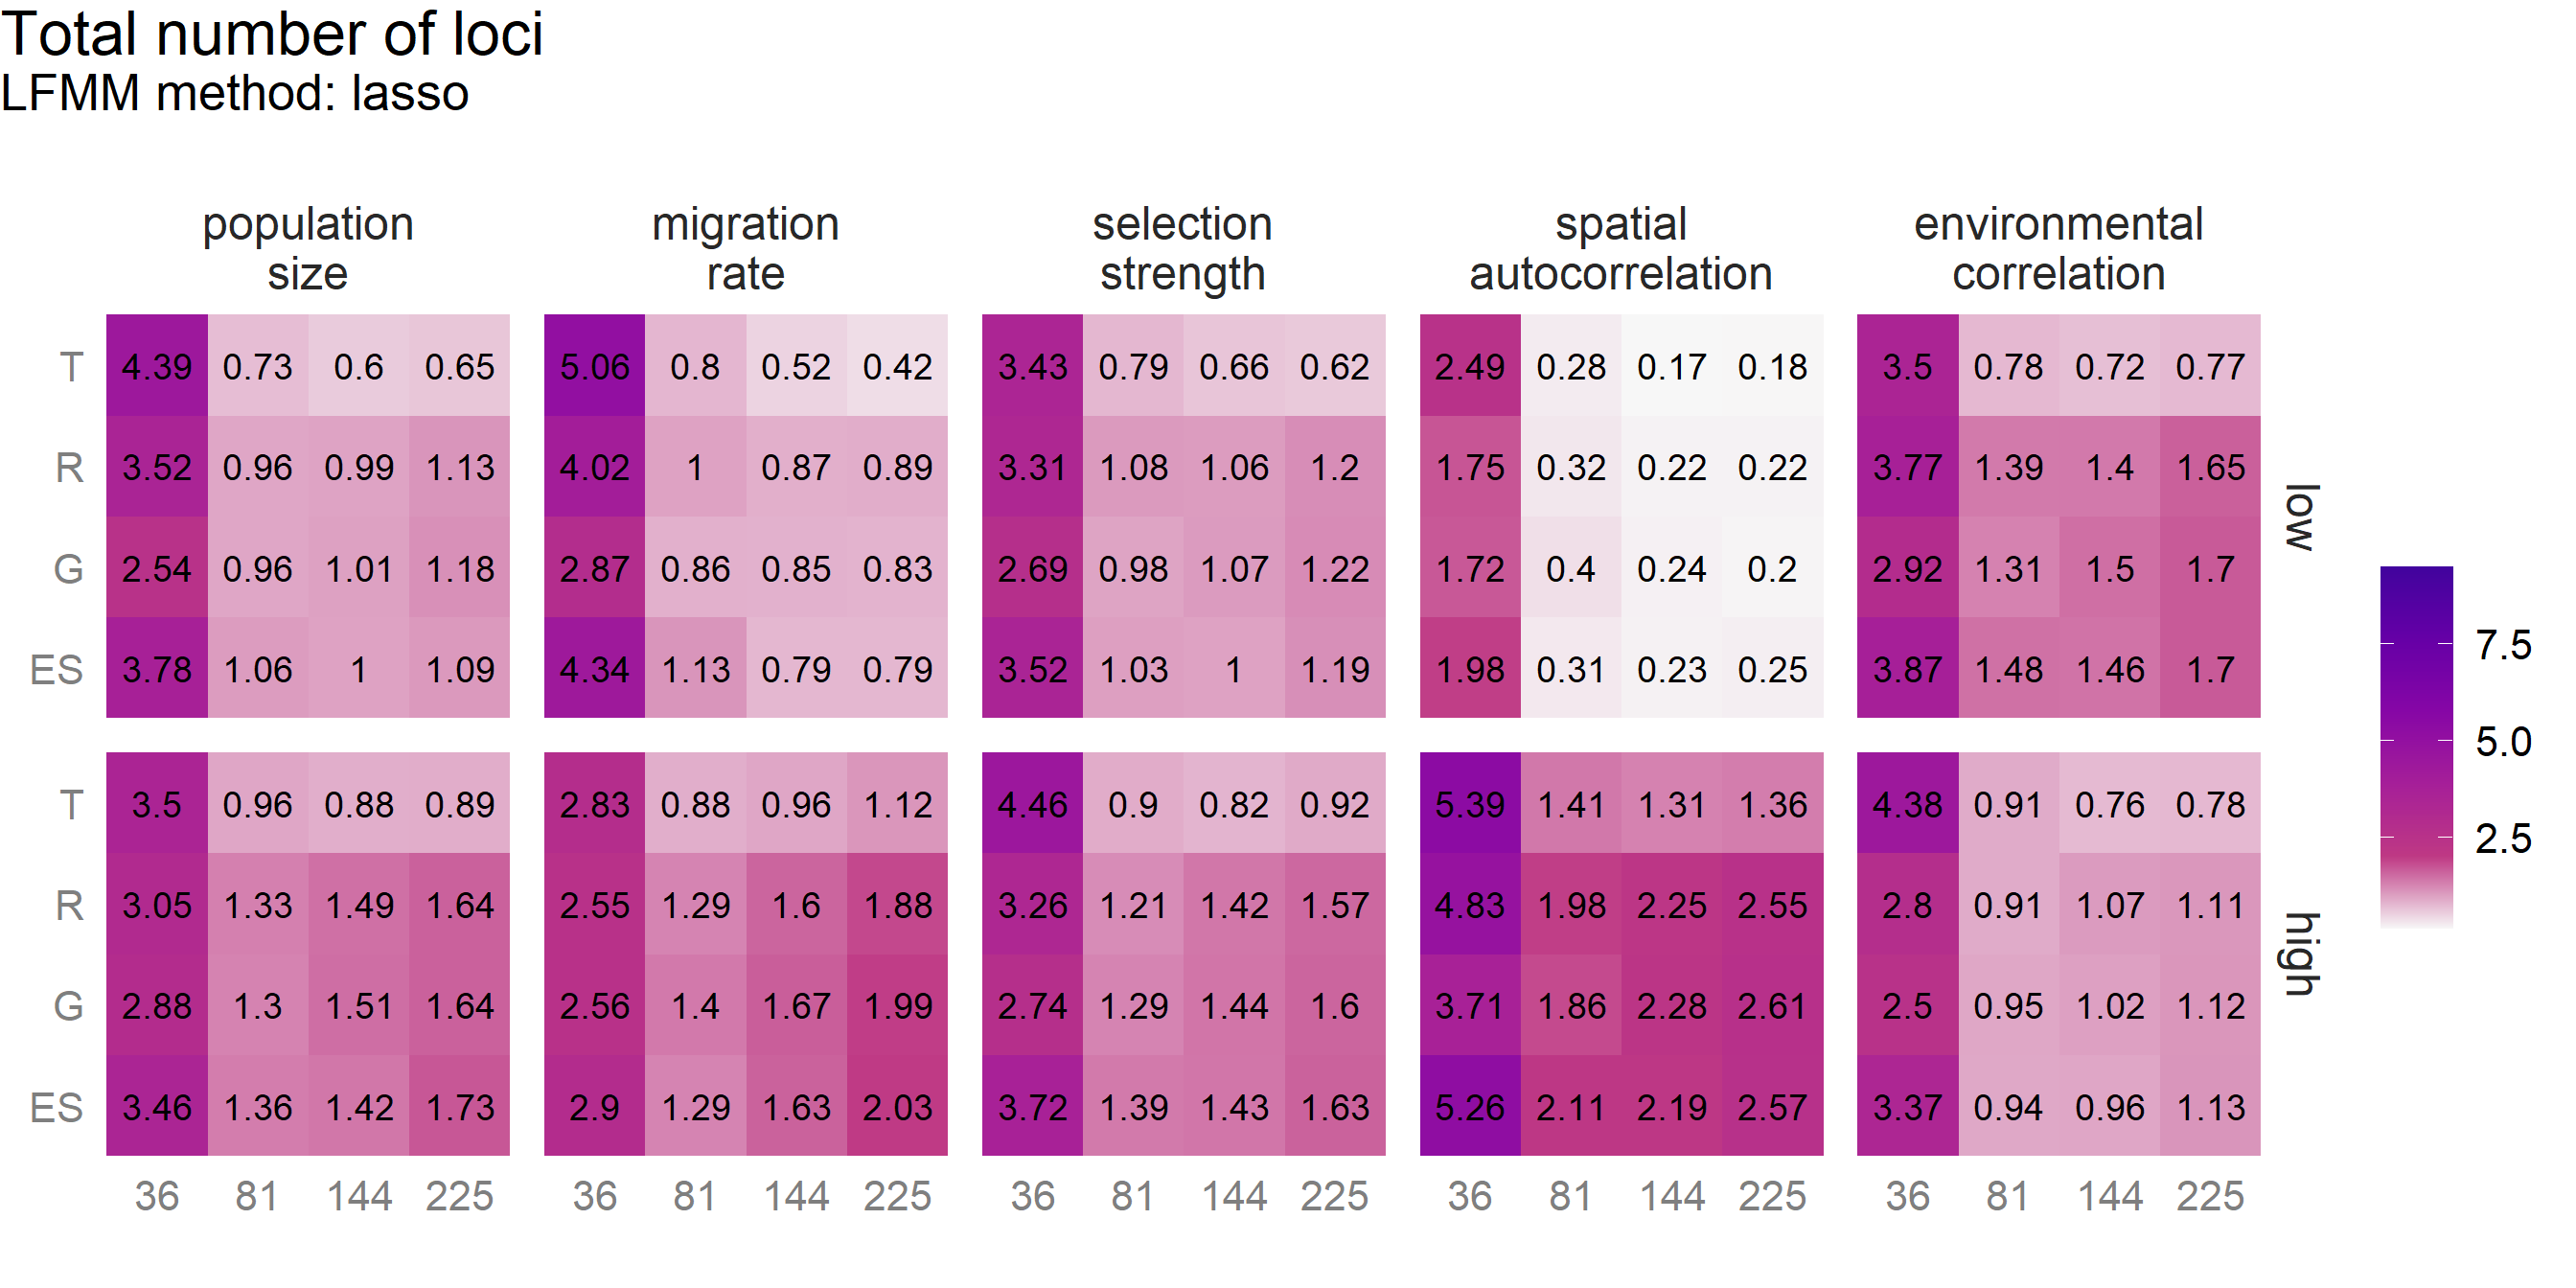 Total number of loci
LFMM method: lasso
population size
migration rate
selection strength
spatial autocorrelation
environmental correlation
T 4.39 0.73 0.6 0.65 5.06 0.8 0.52 0.42 3.43 0.79 0.66 0.62 2.49 0.28 0.17 0.18 3.5 0.78 0.72 0.77
R 3.52 0.96 0.99 1.13 4.02 1 0.87 0.89 3.31 1.08 1.06 1.2 1.75 0.32 0.22 0.22 3.77 1.39 1.4 1.65
G 2.54 0.96 1.01 1.18 2.87 0.86 0.85 0.83 2.69 0.98 1.07 1.22 1.72 0.4 0.24 0.2 2.92 1.31 1.5 1.7
ES 3.78 1.06 1 1.09 4.34 1.13 0.79 0.79 3.52 1.03 1 1.19 1.98 0.31 0.23 0.25 3.87 1.48 1.46 1.7
low
T 3.5 0.96 0.88 0.89 2.83 0.88 0.96 1.12 4.46 0.9 0.82 0.92 5.39 1.41 1.31 1.36 4.38 0.91 0.76 0.78
R 3.05 1.33 1.49 1.64 2.55 1.29 1.6 1.88 3.26 1.21 1.42 1.57 4.83 1.98 2.25 2.55 2.8 0.91 1.07 1.11
G 2.88 1.3 1.51 1.64 2.56 1.4 1.67 1.99 2.74 1.29 1.44 1.6 3.71 1.86 2.28 2.61 2.5 0.95 1.02 1.12
ES 3.46 1.36 1.42 1.73 2.9 1.29 1.63 2.03 3.72 1.39 1.43 1.63 5.26 2.11 2.19 2.57 3.37 0.94 0.96 1.13
high
36 81 144 225 36 81 144 225 36 81 144 225 36 81 144 225 36 81 144 225
7.5
5.0
2.5